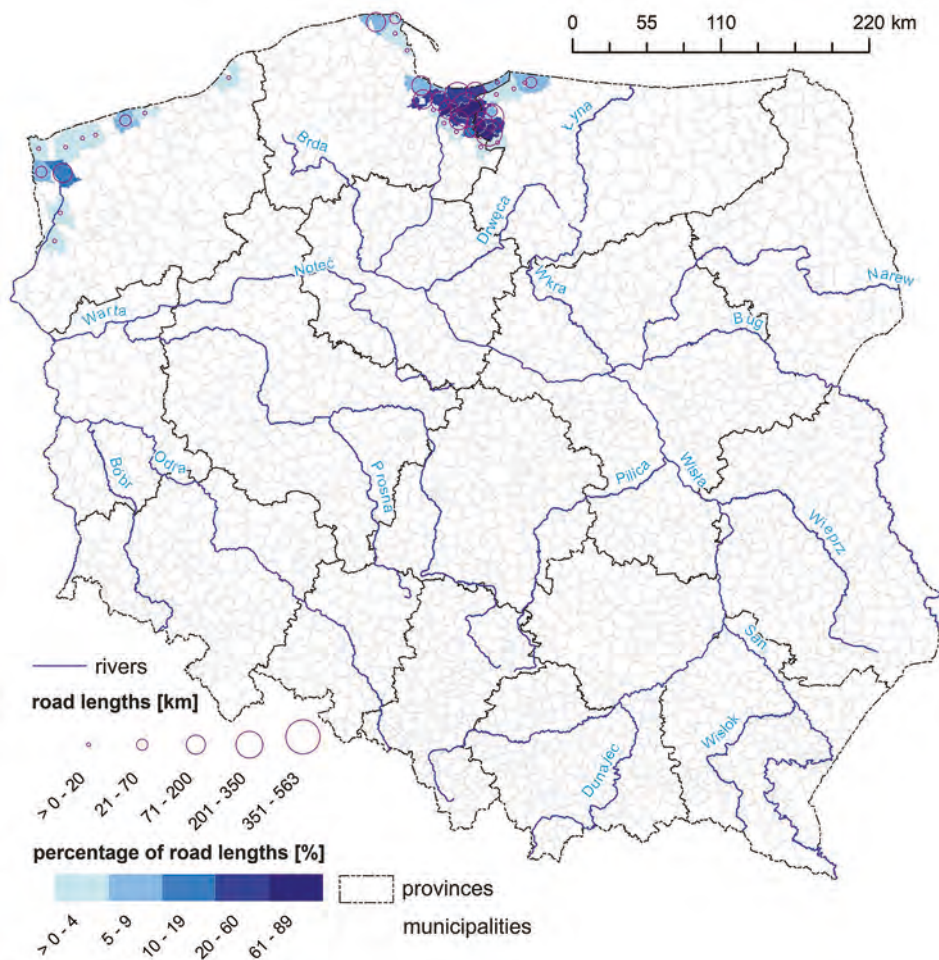 0 55 110 220 km
Łyna
Brda
Drwęca
Noteć
Wkra
Narew
Warta
Bug
Odra
Bo'br
Prosna
Pilica
Wisła
Wieprz
San
Wisłok
Dunajec
rivers
road lengths [km]
> 0 - 20
21 - 70
71 - 200
201 - 350
351 - 563
percentage of road lengths [%]
> 0 - 4
5 - 9
10 - 19
20 - 60
61 - 89
provinces
municipalities